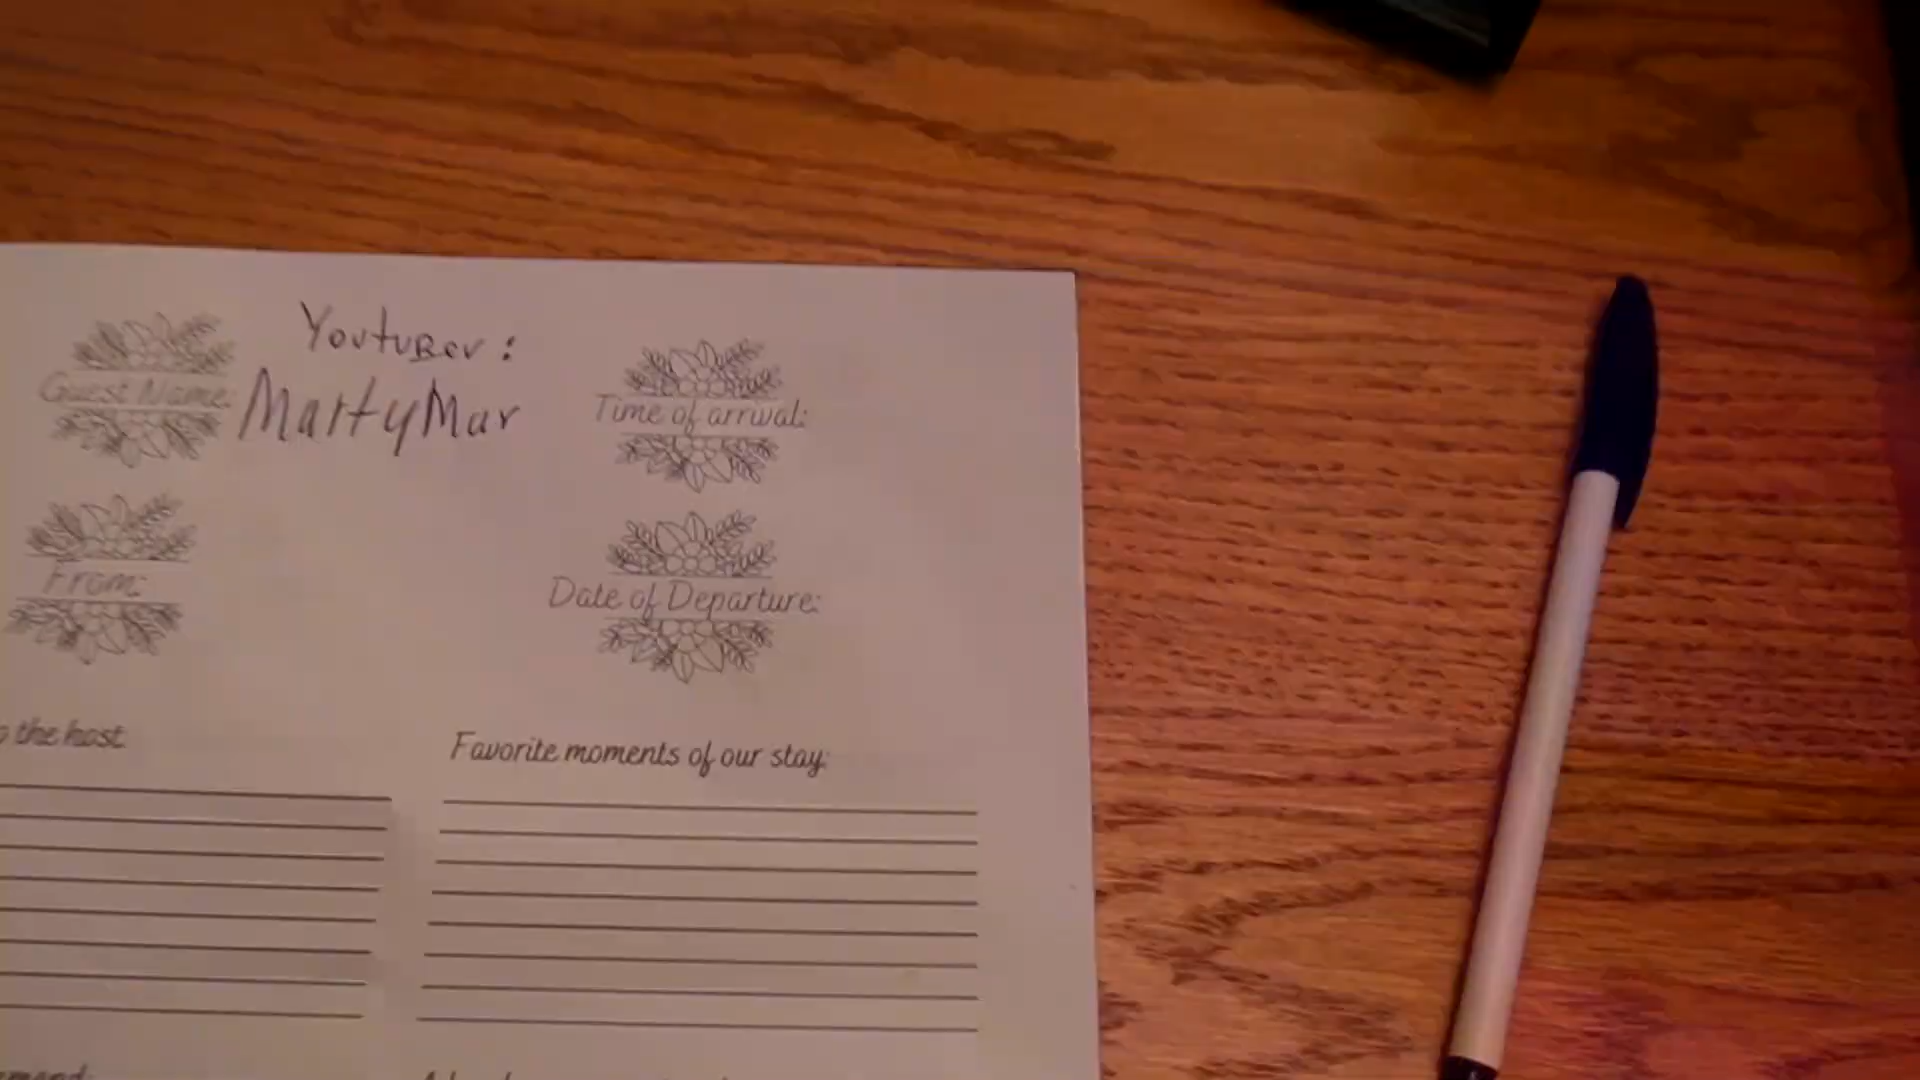 Youtuber:
Guest Name: MartyMar
Time of arrival:
From:
Date of Departure:
the host
Favorite moments of our stay: